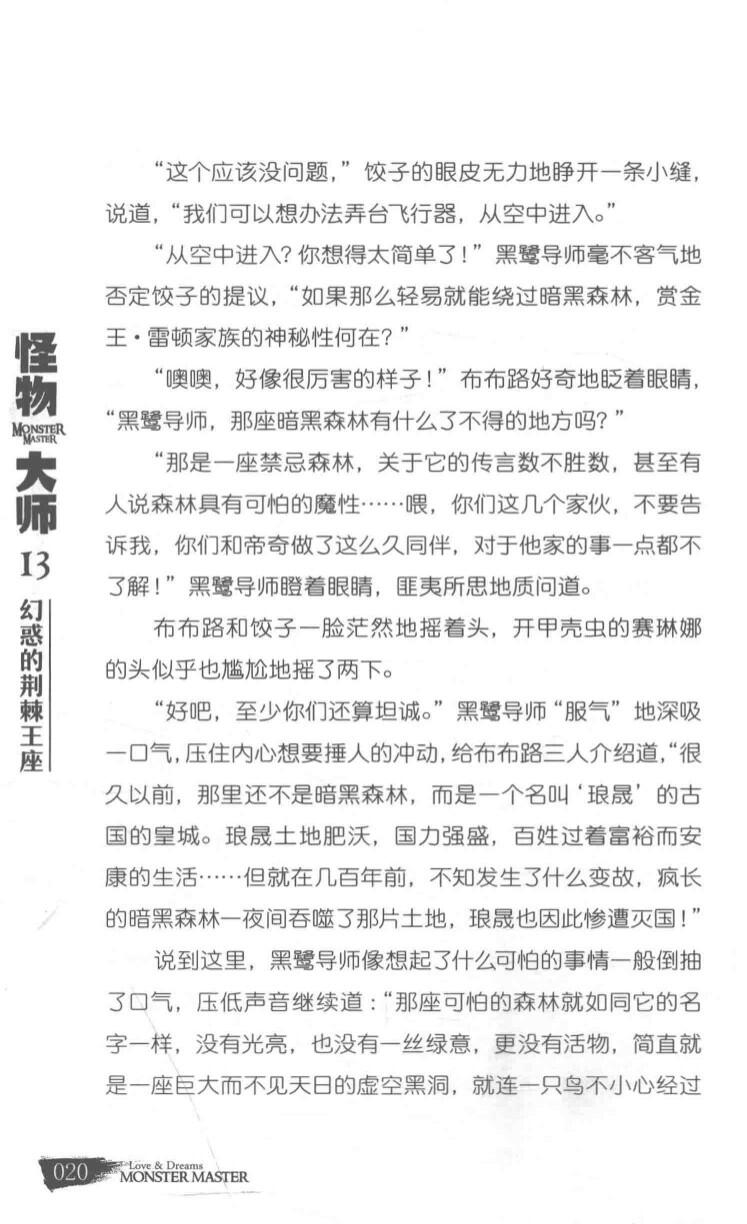 “这个应该没问题，”饺子的眼皮无力地睁开一条小缝，
说道，“我们可以想办法弄台飞行器，从空中进入。”
“从空中进入？你想得太简单了！”黑鹭导师毫不客气地
否定饺子的提议，“如果那么轻易就能绕过暗黑森林，赏金
王·雷顿家族的神秘性何在？”
“噢噢，好像很厉害的样子！”布布路好奇地眨着眼睛，
“黑鹭导师，那座暗黑森林有什么了不得的地方吗？”
“那是一座禁忌森林，关于它的传言数不胜数，甚至有
人说森林具有可怕的魔性……喂，你们这几个家伙，不要告
诉我，你们和帝奇做了这么久同伴，对于他家的事一点都不
了解！”黑鹭导师瞪着眼睛，匪夷所思地质问道。
布布路和饺子一脸茫然地摇着头，开甲壳虫的赛琳娜
的头似乎也尴尬地摇了两下。
“好吧，至少你们还算坦诚。”黑鹭导师“服气”地深吸
一口气，压住内心想要捶人的冲动，给布布路三人介绍道，“很
久以前，那里还不是暗黑森林，而是一个名叫‘琅晟’的古
国的皇城。琅晟土地肥沃，国力强盛，百姓过着富裕而安
康的生活……但就在几百年前，不知发生了什么变故，疯长
的暗黑森林一夜间吞噬了那片土地，琅晟也因此惨遭灭国！”
说到这里，黑鹭导师像想起了什么可怕的事情一般倒抽
了口气，压低声音继续道：“那座可怕的森林就如同它的名
字一样，没有光亮，也没有一丝绿意，更没有活物，简直就
是一座巨大而不见天日的虚空黑洞，就连一只鸟不小心经过
怪物
MONSTER
MASTER
大师
13
幻惑的荆棘王座
020
Love & Dreams
MONSTER MASTER